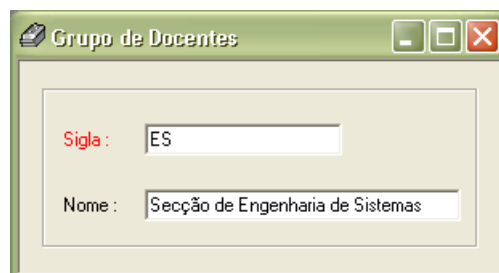 Grupo de Docentes
Sigla : ES
Nome : Secção de Engenharia de Sistemas